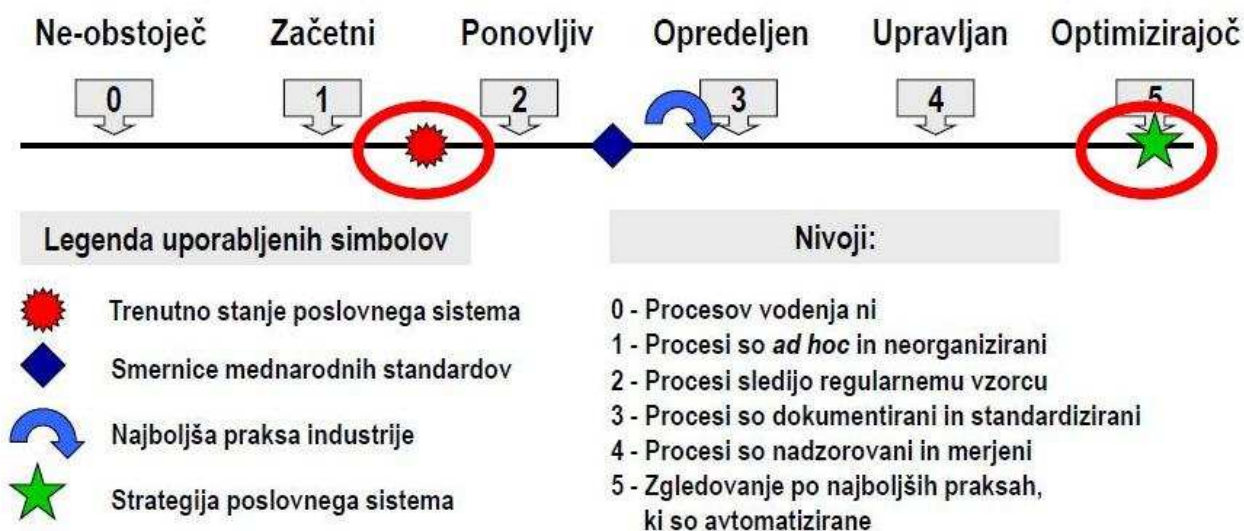 Ne-obstoječ Začetni Ponovljiv Opredeljen Upravljan Optimizirajoč
0 1 2 3 4 5
Legenda uporabljenih simbolov
Trenutno stanje poslovnega sistema
Smernice mednarodnih standardov
Najboljša praksa industrije
Strategija poslovnega sistema
Nivoji:
0 - Procesov vodenja ni
1 - Procesi so ad hoc in neorganizirani
2 - Procesi sledijo regularnemu vzorcu
3 - Procesi so dokumentirani in standardizirani
4 - Procesi so nadzorovani in merjeni
5 - Zgledovanje po najboljših praksah,
ki so avtomatizirane